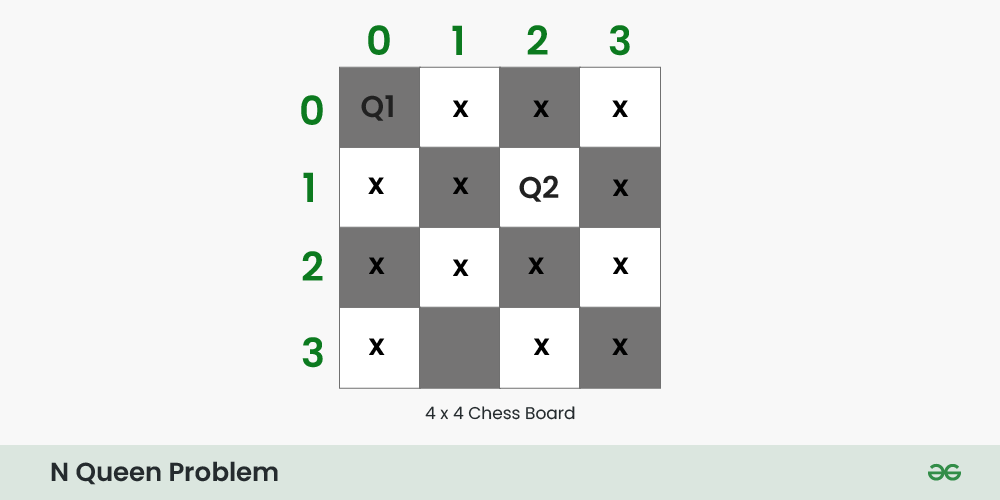 0 1 2 3
0 Q1 x x x
1 x x Q2 x
2 x x x x
3 x x x
4 x 4 Chess Board
N Queen Problem